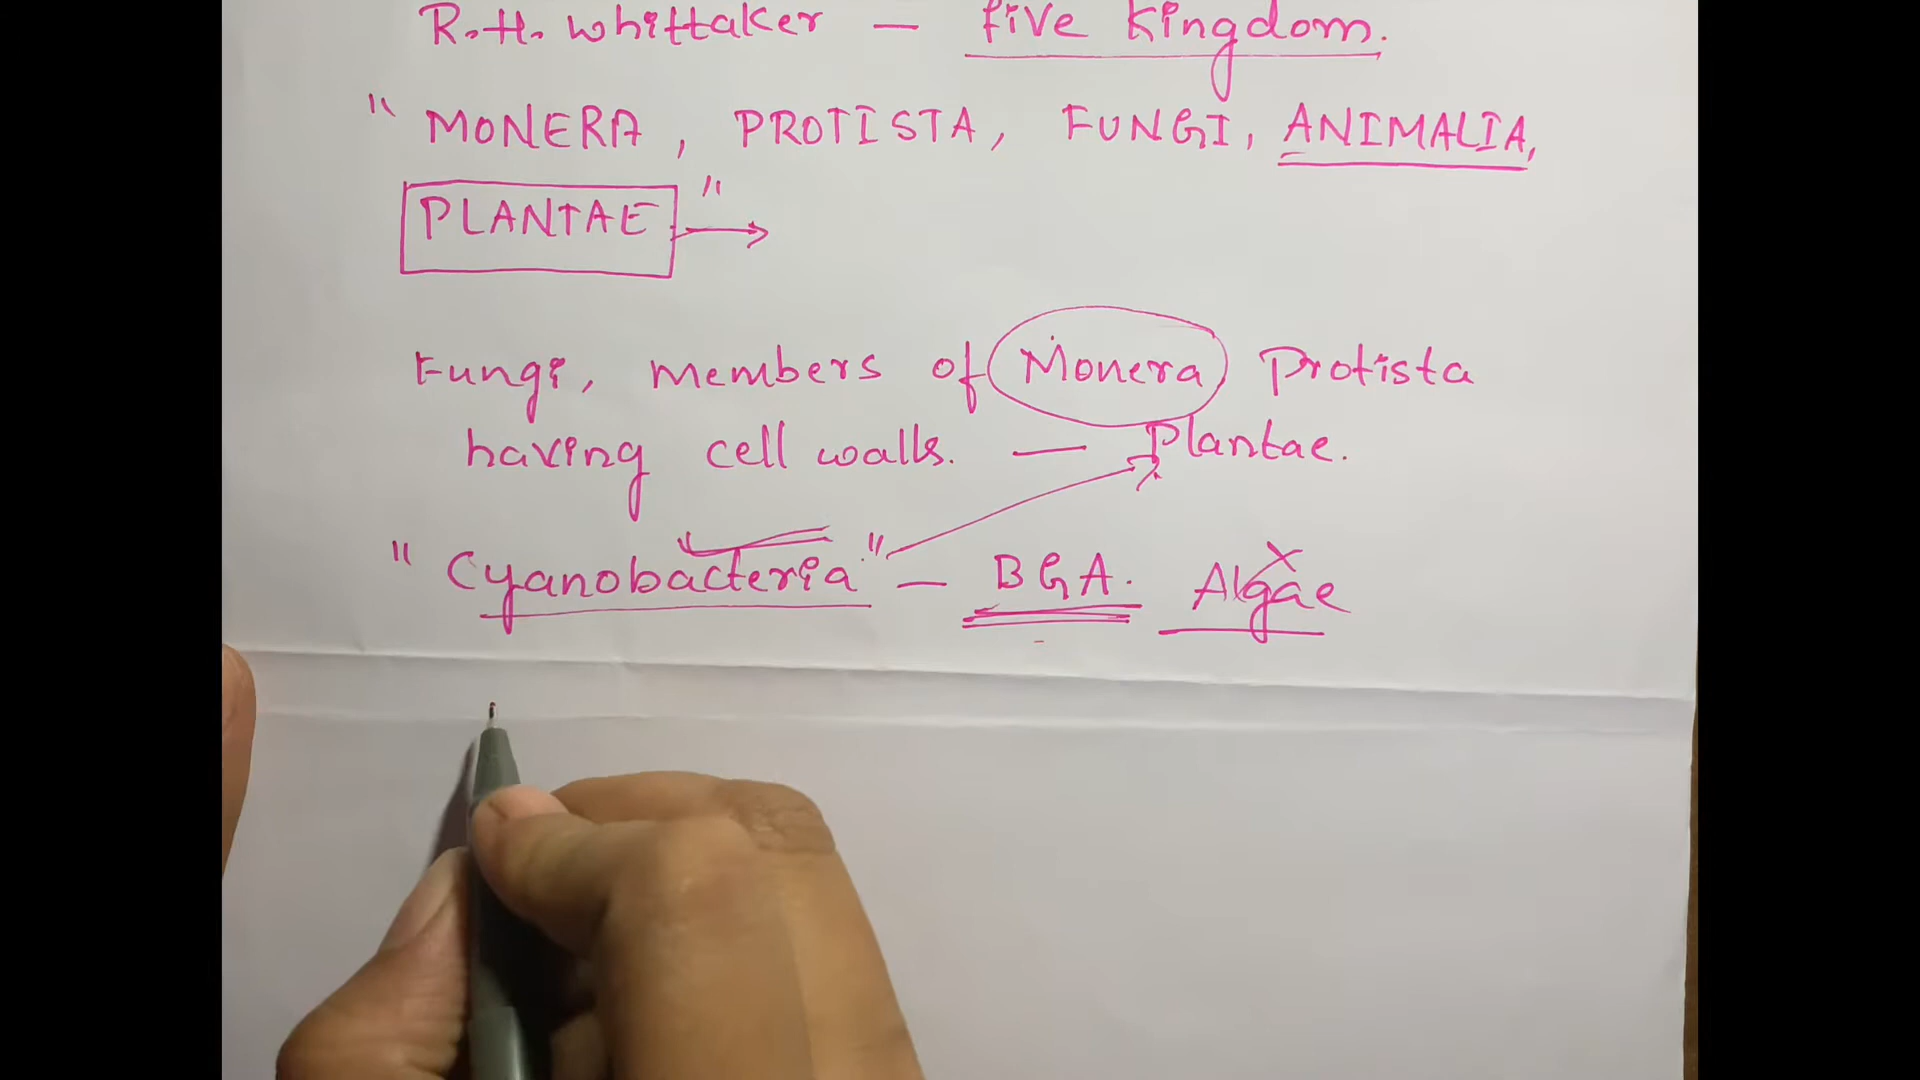 R.H. Whittaker — five kingdom.
" MONERA, PROTISTA, FUNGI, ANIMALIA,
PLANTAE " →
Fungi, members of Monera Protista
having cell walls. — Plantae.
" Cyanobacteria " — BGA. Algae